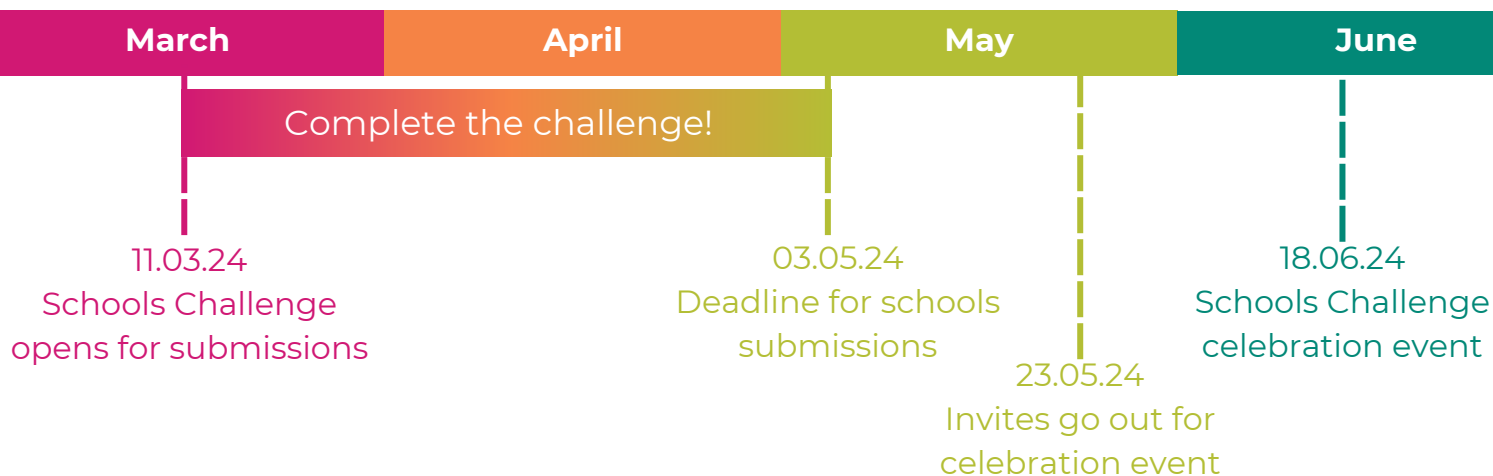 March
April
May
June
Complete the challenge!
11.03.24
Schools Challenge
opens for submissions
03.05.24
Deadline for schools
submissions
23.05.24
Invites go out for
celebration event
18.06.24
Schools Challenge
celebration event